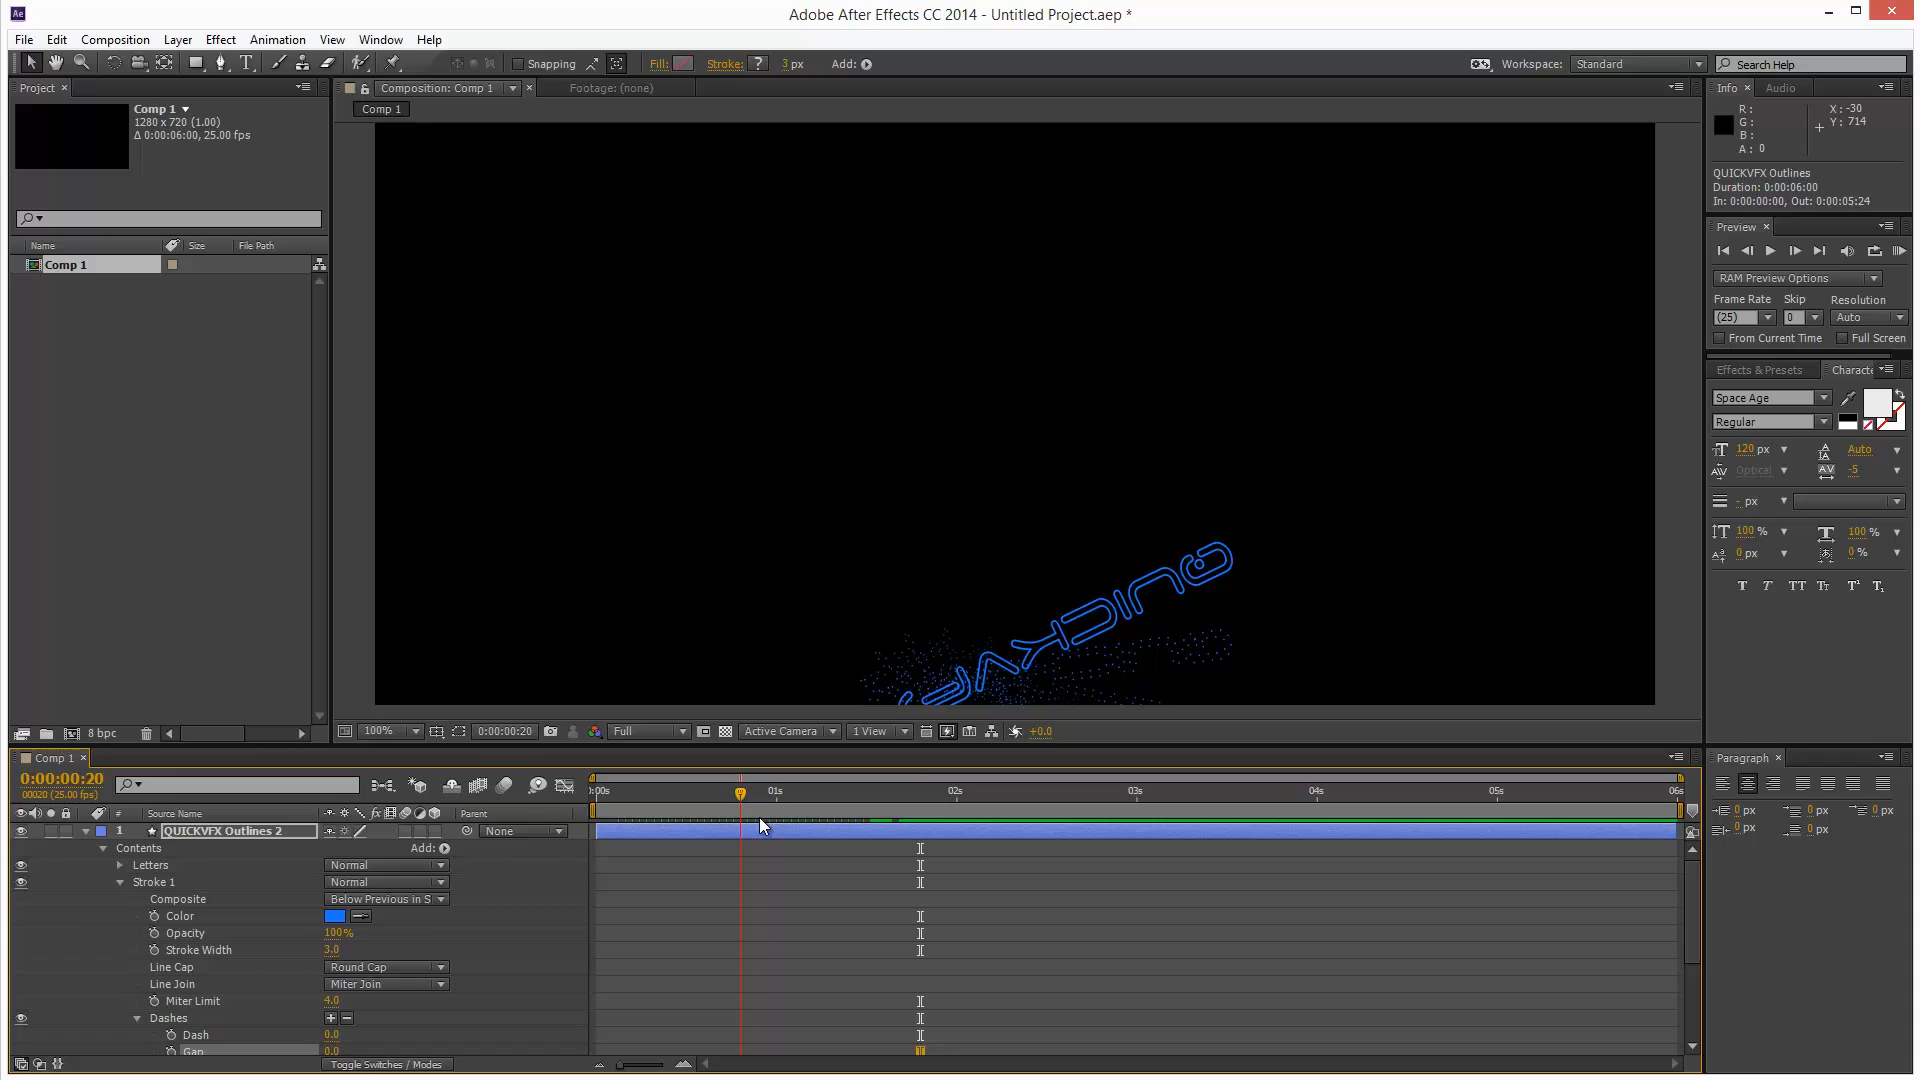 Ae
Adobe After Effects CC 2014 - Untitled Project.aep *
File Edit Composition Layer Effect Animation View Window Help
Snapping Fill: Stroke: ? 3 px Add: Workspace: Standard Search Help
Project
Comp 1
1280 x 720 (1.00)
Δ 0:00:06:00, 25.00 fps
Name Size File Path
Comp 1
8 bpc
Composition: Comp 1 Footage: (none)
Comp 1
QUICKVF
100% 0:00:00:20 Full Active Camera 1 View +0.0
Info Audio
R: X: -30
G: Y: 714
B:
A: 0
QUICKVFX Outlines
Duration: 0:00:06:00
In: 0:00:00:00, Out: 0:00:05:24
Preview
RAM Preview Options
Frame Rate Skip Resolution
(25) 0 Auto
From Current Time Full Screen
Effects & Presets Characte
Space Age
Regular
120 px Auto
Optical -5
- px
100 % 100 %
0 px 0 %
T T TT Tt T¹ T₁
Paragraph
0 px 0 px 0 px
0 px 0 px
Comp 1
0:00:00:20
00020 (25.00 fps)
:00s 01s 02s 03s 04s 05s 06s
# Source Name fx Parent
1 QUICKVFX Outlines 2 None
Contents Add:
Letters Normal
Stroke 1 Normal
Composite Below Previous in S
Color
Opacity 100%
Stroke Width 3.0
Line Cap Round Cap
Line Join Miter Join
Miter Limit 4.0
Dashes + −
Dash 0.0
Gap 0.0
Toggle Switches / Modes